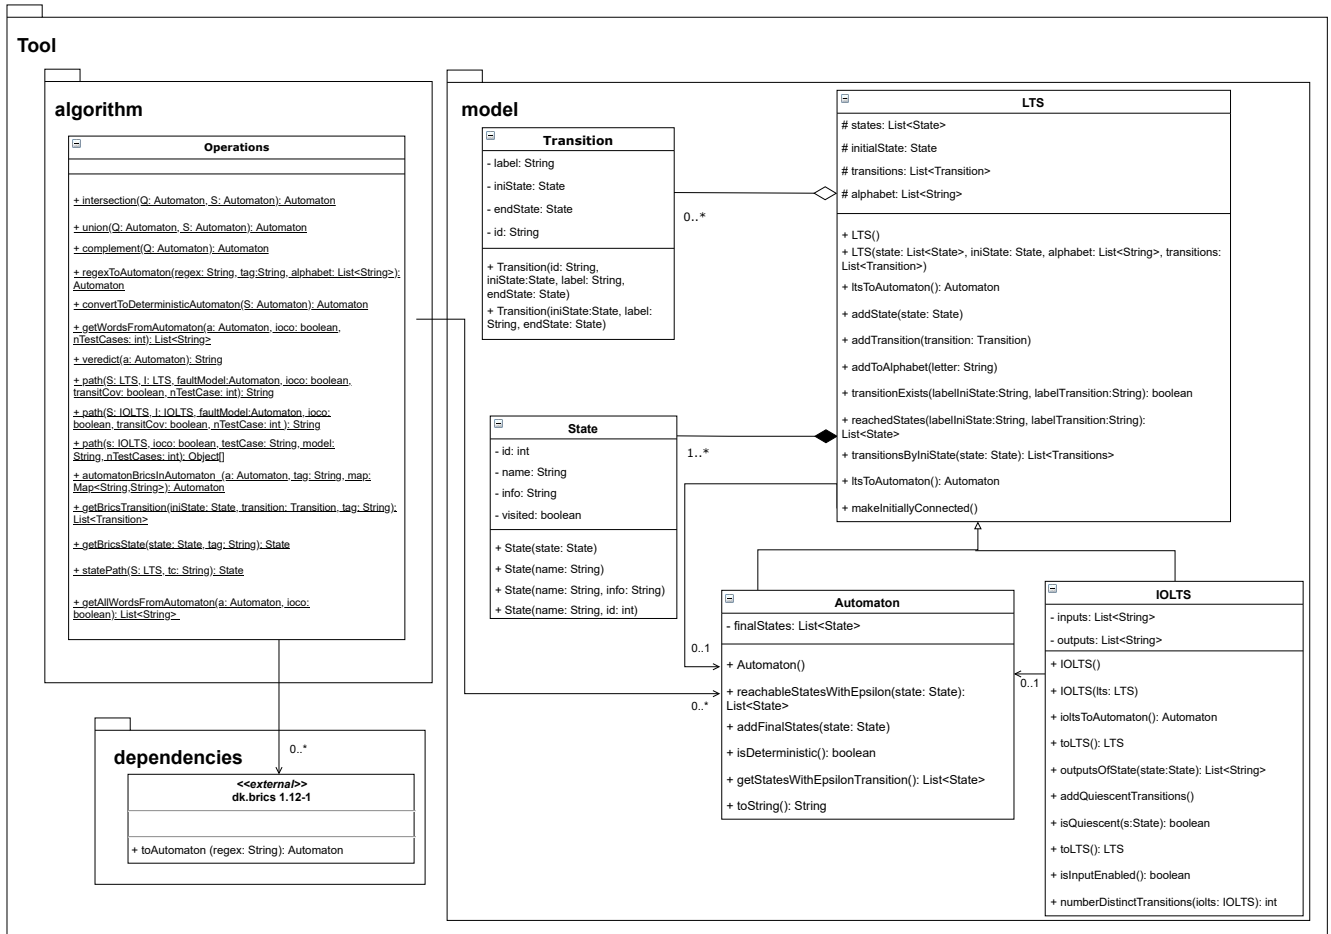 Tool
algorithm
Operations
+ intersection(Q: Automaton, S: Automaton): Automaton
+ union(Q: Automaton, S: Automaton): Automaton
+ complement(Q: Automaton): Automaton
+ regexToAutomaton(regex: String, tag:String, alphabet: List<String>):
Automaton
+ convertToDeterministicAutomaton(S: Automaton): Automaton
+ getWordsFromAutomaton(a: Automaton, ioco: boolean,
nTestCases: int): List<String>
+ veredict(a: Automaton): String
+ path(S: LTS, I: LTS, faultModel:Automaton, ioco: boolean,
transitCov: boolean, nTestCase: int): String
+ path(S: IOLTS, I: IOLTS, faultModel:Automaton, ioco:
boolean, transitCov: boolean, nTestCase: int ): String
+ path(s: IOLTS, ioco: boolean, testCase: String, model:
String, nTestCases: int): Object[]
+ automatonBricsInAutomaton (a: Automaton, tag: String, map:
Map<String,String>): Automaton
+ getBricsTransition(iniState: State, transition: Transition, tag: String):
List<Transition>
+ getBricsState(state: State, tag: String): State
+ statePath(S: LTS, tc: String): State
+ getAllWordsFromAutomaton(a: Automaton, ioco:
boolean): List<String>
0..*
dependencies
<<external>>
dk.brics 1.12-1
+ toAutomaton (regex: String): Automaton
model
Transition
- label: String
- iniState: State
- endState: State
- id: String
+ Transition(id: String,
iniState:State, label: String,
endState: State)
+ Transition(iniState:State, label:
String, endState: State)
0..*
State
- id: int
- name: String
- info: String
- visited: boolean
+ State(state: State)
+ State(name: String)
+ State(name: String, info: String)
+ State(name: String, id: int)
1..*
LTS
# states: List<State>
# initialState: State
# transitions: List<Transition>
# alphabet: List<String>
+ LTS()
+ LTS(state: List<State>, iniState: State, alphabet: List<String>, transitions:
List<Transition>)
+ ltsToAutomaton(): Automaton
+ addState(state: State)
+ addTransition(transition: Transition)
+ addToAlphabet(letter: String)
+ transitionExists(labelIniState:String, labelTransition:String): boolean
+ reachedStates(labelIniState:String, labelTransition:String):
List<State>
+ transitionsByIniState(state: State): List<Transitions>
+ ltsToAutomaton(): Automaton
+ makeInitiallyConnected()
0..1
0..*
Automaton
- finalStates: List<State>
+ Automaton()
+ reachableStatesWithEpsilon(state: State):
List<State>
+ addFinalStates(state: State)
+ isDeterministic(): boolean
+ getStatesWithEpsilonTransition(): List<State>
+ toString(): String
0..1
IOLTS
- inputs: List<String>
- outputs: List<String>
+ IOLTS()
+ IOLTS(lts: LTS)
+ ioltsToAutomaton(): Automaton
+ toLTS(): LTS
+ outputsOfState(state:State): List<String>
+ addQuiescentTransitions()
+ isQuiescent(s:State): boolean
+ toLTS(): LTS
+ isInputEnabled(): boolean
+ numberDistinctTransitions(iolts: IOLTS): int